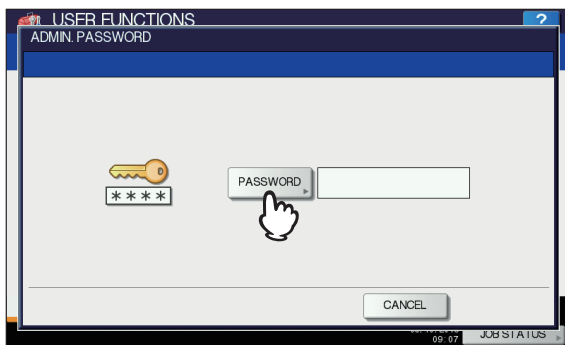 USER FUNCTIONS
?
ADMIN. PASSWORD
PASSWORD
****
CANCEL
09:07
JOB STATUS